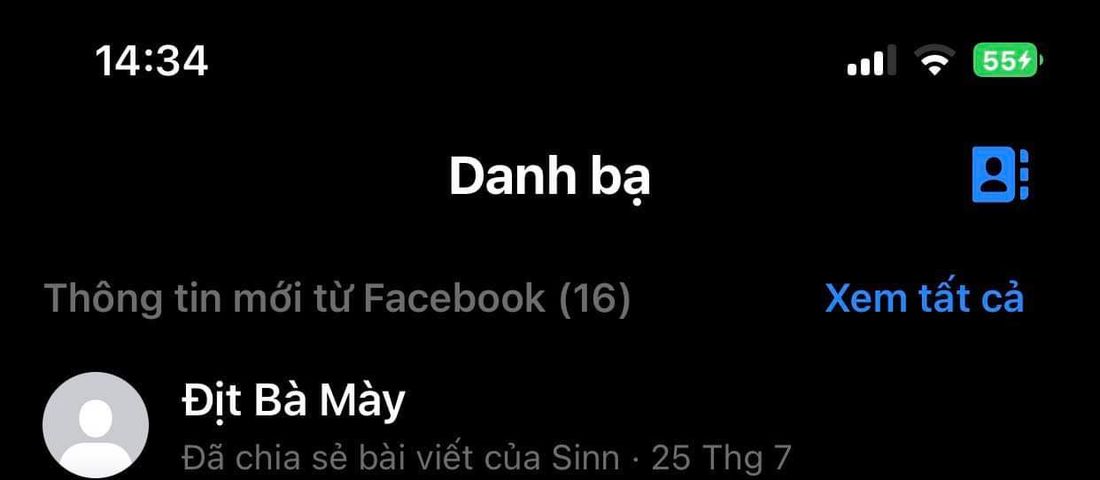 14:34
55
Danh bạ
Thông tin mới từ Facebook (16)
Xem tất cả
Địt Bà Mày
Đã chia sẻ bài viết của Sinn · 25 Thg 7